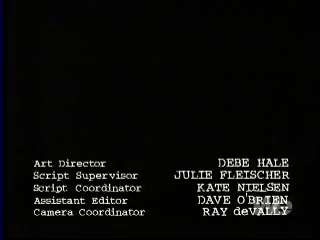 Art Director DEBE HALE
Script Supervisor JULIE FLEISCHER
Script Coordinator KATE NIELSEN
Assistant Editor DAVE O'BRIEN
Camera Coordinator RAY deVALLY